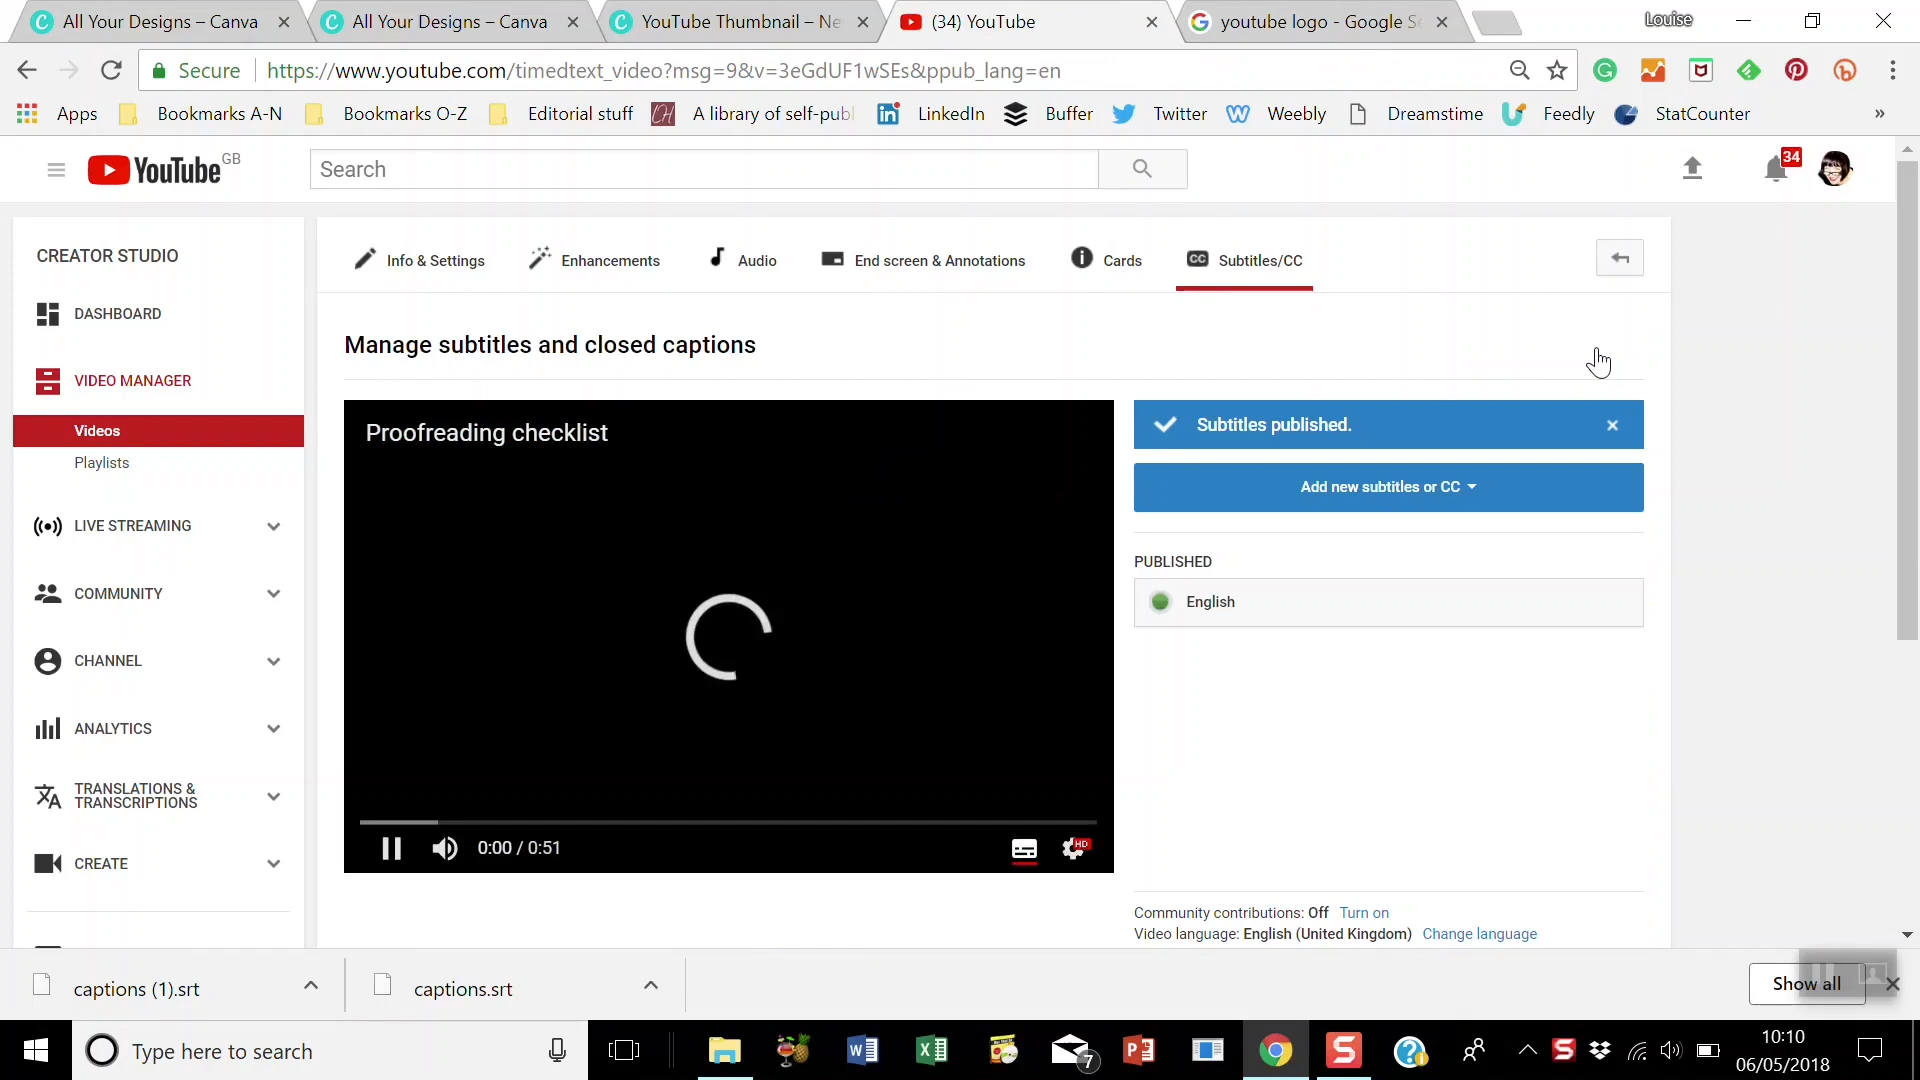 All Your Designs – Canva
All Your Designs – Canva
YouTube Thumbnail – Ne
(34) YouTube
youtube logo - Google Se
Louise
Secure
https://www.youtube.com/timedtext_video?msg=9&v=3eGdUF1wSEs&ppub_lang=en
Apps
Bookmarks A-N
Bookmarks O-Z
Editorial stuff
A library of self-publ
LinkedIn
Buffer
Twitter
Weebly
Dreamstime
Feedly
StatCounter
»
YouTube GB
Search
34
CREATOR STUDIO
DASHBOARD
VIDEO MANAGER
Videos
Playlists
LIVE STREAMING
COMMUNITY
CHANNEL
ANALYTICS
TRANSLATIONS &
TRANSCRIPTIONS
CREATE
Info & Settings
Enhancements
Audio
End screen & Annotations
Cards
CC Subtitles/CC
Manage subtitles and closed captions
Proofreading checklist
0:00 / 0:51
HD
Subtitles published.
Add new subtitles or CC
PUBLISHED
English
Community contributions: Off Turn on
Video language: English (United Kingdom) Change language
captions (1).srt
captions.srt
Show all
Type here to search
7
10:10
06/05/2018